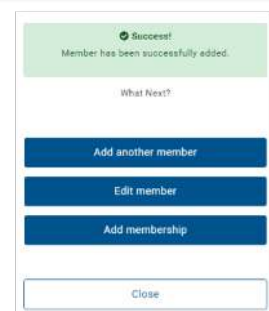 Success!
Member has been successfully added.
What Next?
Add another member
Edit member
Add membership
Close